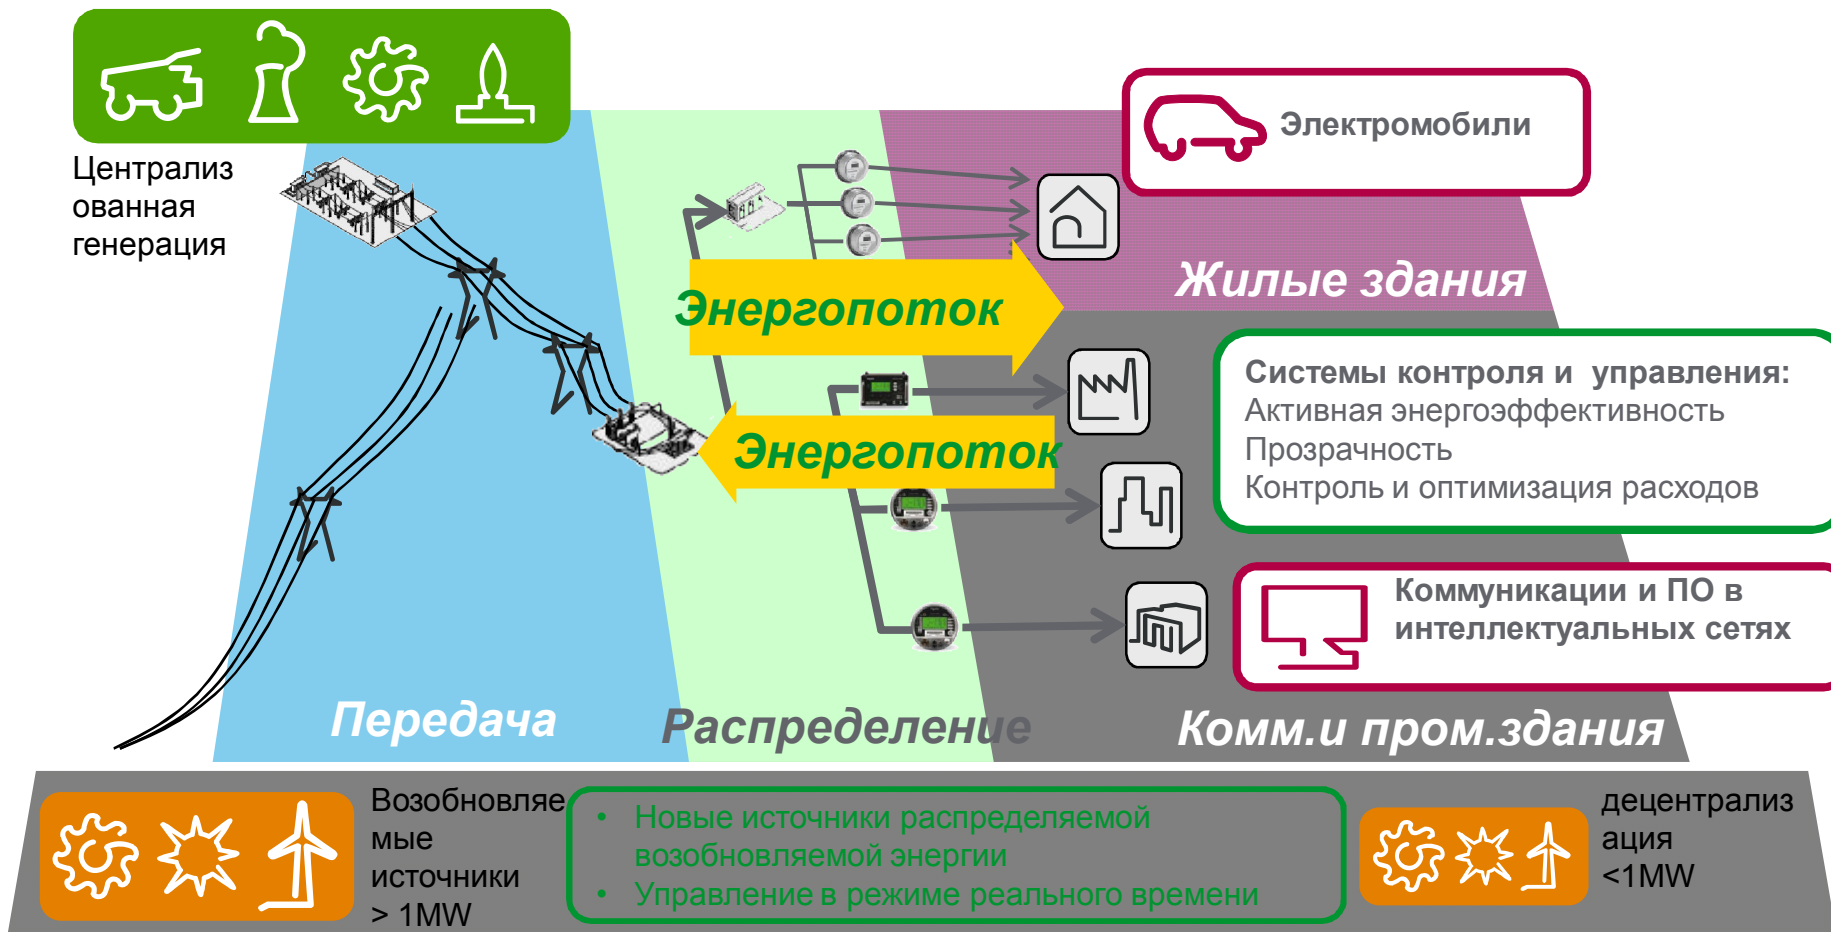 Централиз
ованная
генерация
Электромобили
Жилые здания
Энергопоток
Энергопоток
Системы контроля и управления:
Активная энергоэффективность
Прозрачность
Контроль и оптимизация расходов
Коммуникации и ПО в
интеллектуальных сетях
Передача
Распределение
Комм.и пром.здания
Возобновляе
мые
источники
> 1MW
• Новые источники распределяемой
возобновляемой энергии
• Управление в режиме реального времени
децентрализ
ация
<1MW